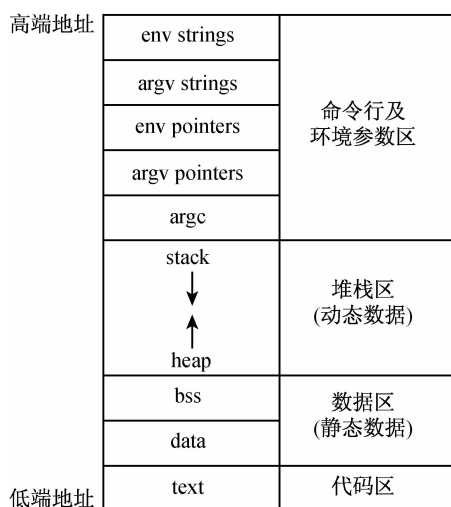 高端地址
env strings
argv strings
env pointers
argv pointers
argc
命令行及
环境参数区
stack
heap
堆栈区
(动态数据)
bss
data
数据区
(静态数据)
text
代码区
低端地址